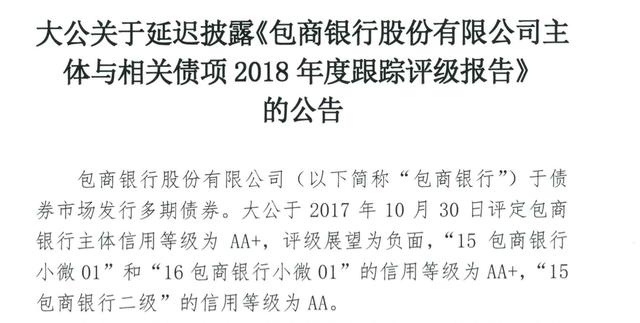 大公关于延迟披露《包商银行股份有限公司主
体与相关债项 2018 年度跟踪评级报告》
的公告
包商银行股份有限公司（以下简称“包商银行”）于债
券市场发行多期债券。大公于 2017 年 10 月 30 日评定包商
银行主体信用等级为 AA+，评级展望为负面，“15 包商银行
小微 01”和“16 包商银行小微 01”的信用等级为 AA+，“15
包商银行二级”的信用等级为 AA。